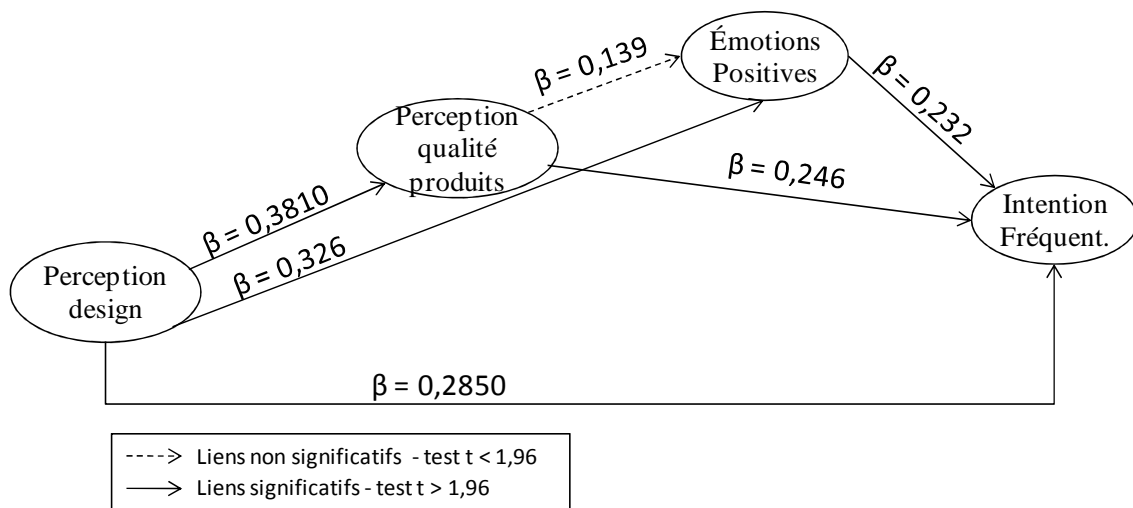 Émotions
Positives
β = 0,139
β = 0,232
Perception
qualité
produits
β = 0,246
β = 0,3810
β = 0,326
Intention
Fréquent.
Perception
design
β = 0,2850
Liens non significatifs - test t < 1,96
Liens significatifs - test t > 1,96